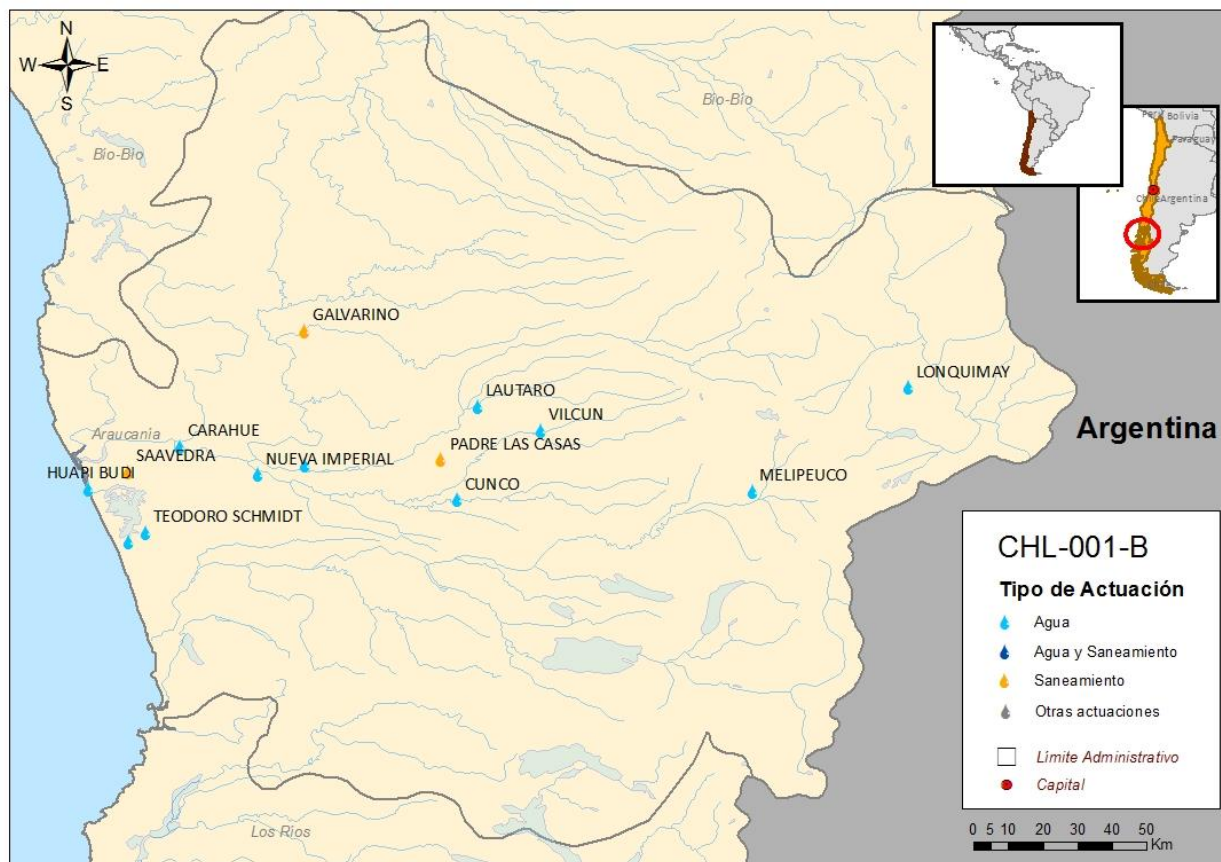 N
W E
S
Bio-Bio
Bio-Bio
Bolivia
Paraguay
Chile
Argentina
GALVARINO
LONQUIMAY
LAUTARO
VILCUN
Araucania
CARAHUE
PADRE LAS CASAS
Argentina
SAAVEDRA
NUEVA IMPERIAL
HUAPI BUDI
CUNCO
MELIPEUCO
TEODORO SCHMIDT
CHL-001-B
Tipo de Actuación
Agua
Agua y Saneamiento
Saneamiento
Otras actuaciones
Límite Administrativo
Capital
Los Rios
0 5 10 20 30 40 50
Km